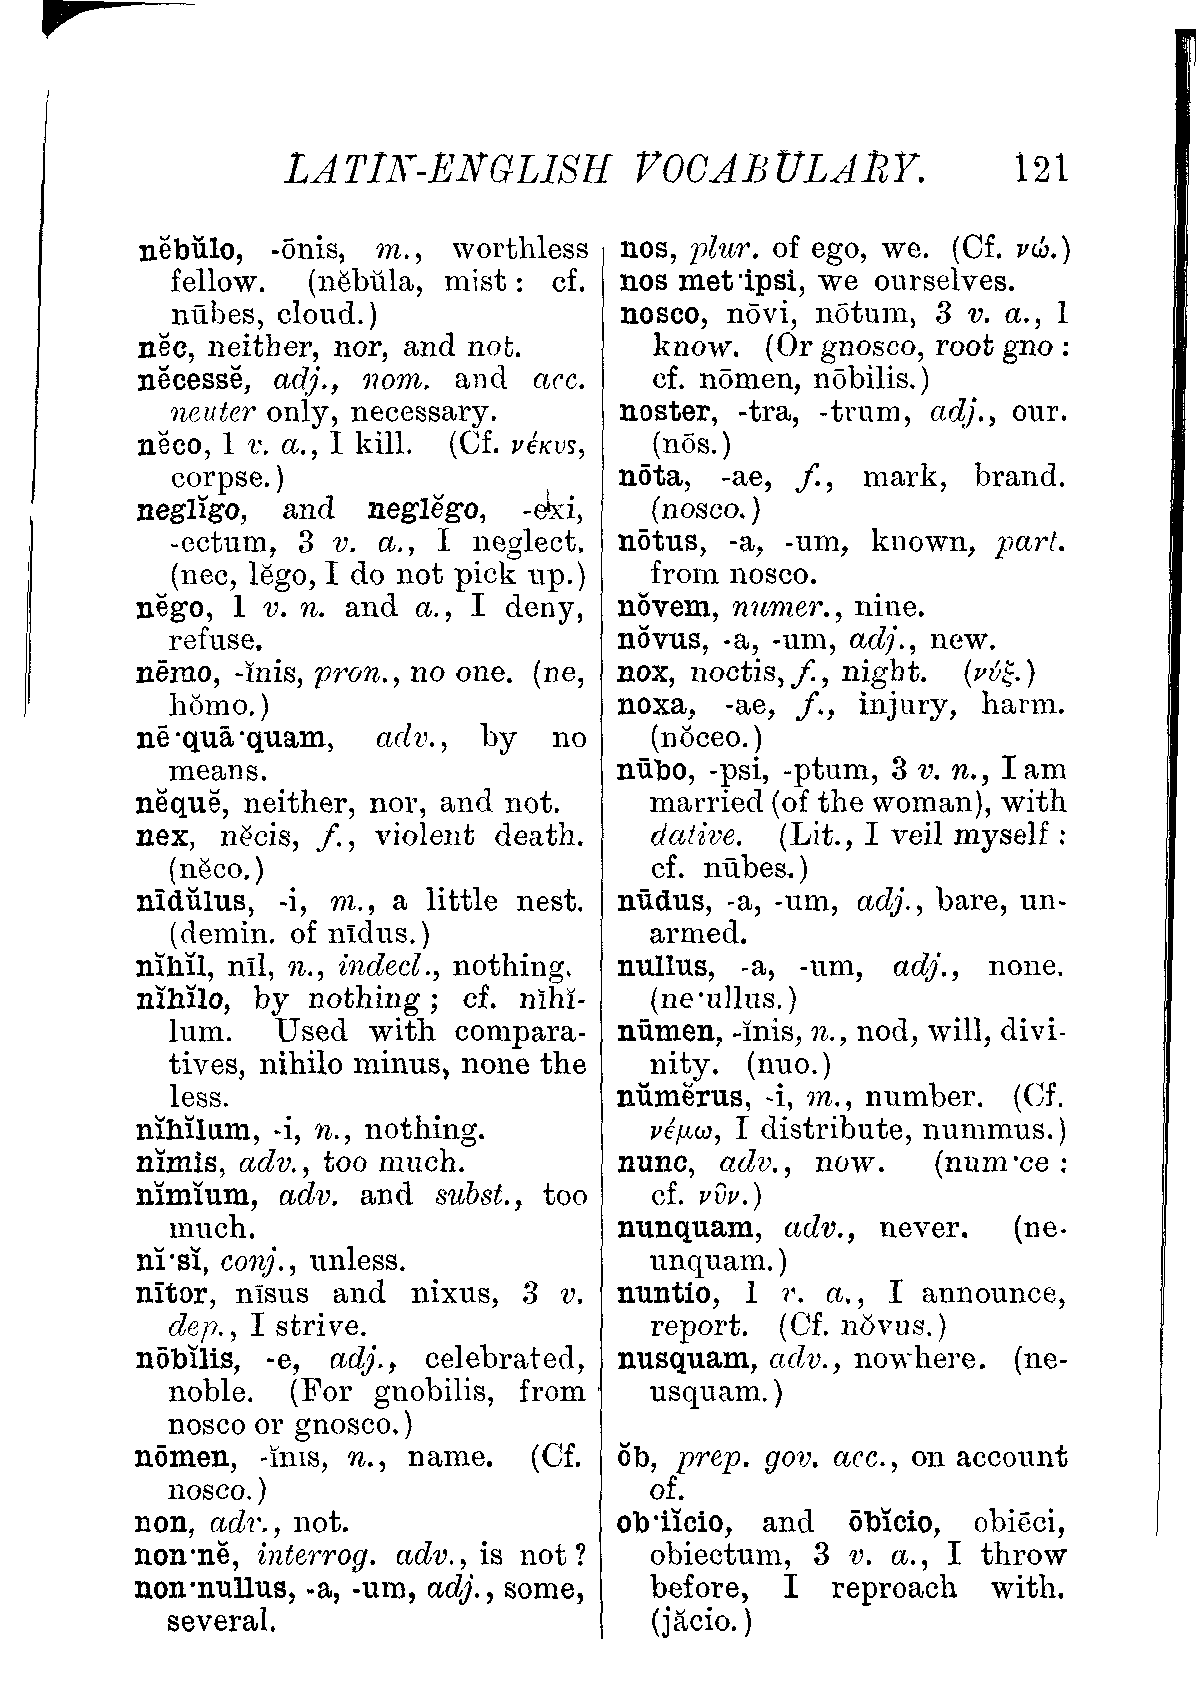 LATIN-ENGLISH VOCABULARY. 121
nĕbŭlo, -ōnis, m., worthless
fellow. (nĕbŭla, mist : cf.
nūbes, cloud.)
nĕc, neither, nor, and not.
nĕcessĕ, adj., nom. and acc.
neuter only, necessary.
nĕco, 1 v. a., I kill. (Cf. νέκυς,
corpse.)
neglĭgo, and neglĕgo, -exi,
-ectum, 3 v. a., I neglect.
(nec, lĕgo, I do not pick up.)
nĕgo, 1 v. n. and a., I deny,
refuse.
nēmo, -ĭnis, pron., no one. (ne,
hŏmo.)
nē·quā·quam, adv., by no
means.
nĕquĕ, neither, nor, and not.
nex, nĕcis, f., violent death.
(nĕco.)
nīdŭlus, -i, m., a little nest.
(demin. of nīdus.)
nĭhĭl, nīl, n., indecl., nothing.
nĭhĭlo, by nothing ; cf. nĭhĭ-
lum. Used with compara-
tives, nihilo minus, none the
less.
nĭhĭlum, -i, n., nothing.
nĭmis, adv., too much.
nĭmĭum, adv. and subst., too
much.
nĭ·sĭ, conj., unless.
nītor, nīsus and nixus, 3 v.
dep., I strive.
nōbĭlis, -e, adj., celebrated,
noble. (For gnobilis, from
nosco or gnosco.)
nōmen, -ĭnis, n., name. (Cf.
nosco.)
non, adv., not.
non·nĕ, interrog. adv., is not ?
non·nullus, -a, -um, adj., some,
several.
nos, plur. of ego, we. (Cf. νώ.)
nos met·ipsi, we ourselves.
nosco, nōvi, nōtum, 3 v. a., I
know. (Or gnosco, root gno :
cf. nōmen, nōbilis.)
noster, -tra, -trum, adj., our.
(nōs.)
nōta, -ae, f., mark, brand.
(nosco.)
nōtus, -a, -um, known, part.
from nosco.
nŏvem, numer., nine.
nŏvus, -a, -um, adj., new.
nox, noctis, f., night. (νύξ.)
noxa, -ae, f., injury, harm.
(nŏceo.)
nūbo, -psi, -ptum, 3 v. n., I am
married (of the woman), with
dative. (Lit., I veil myself :
cf. nūbes.)
nūdus, -a, -um, adj., bare, un-
armed.
nullus, -a, -um, adj., none.
(ne·ullus.)
nūmen, -ĭnis, n., nod, will, divi-
nity. (nuo.)
nŭmĕrus, -i, m., number. (Cf.
νέμω, I distribute, nummus.)
nunc, adv., now. (num·ce :
cf. νῦν.)
nunquam, adv., never. (ne-
unquam.)
nuntio, 1 v. a., I announce,
report. (Cf. nŏvus.)
nusquam, adv., nowhere. (ne-
usquam.)
ŏb, prep. gov. acc., on account
of.
ob·iĭcio, and ōbĭcio, obiēci,
obiectum, 3 v. a., I throw
before, I reproach with.
(jăcio.)